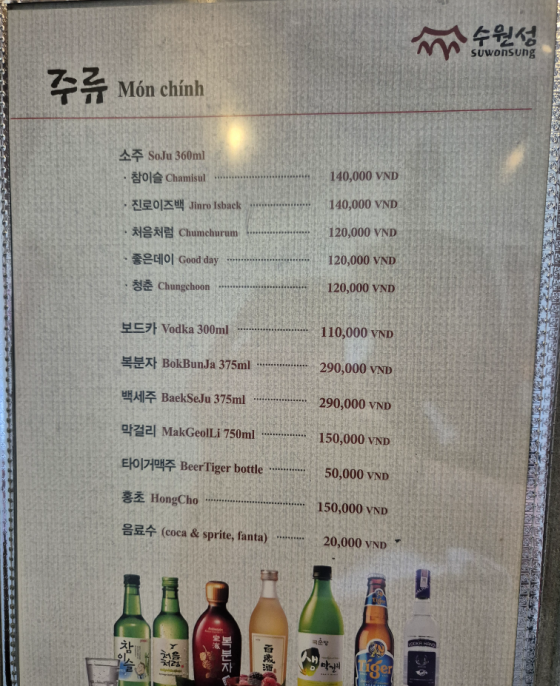 수원성
suwonsung
주류 Món chính
소주 SoJu 360ml
· 참이슬 Chamisul ........ 140,000 VND
· 진로이즈백 Jinro Isback ........ 140,000 VND
· 처음처럼 Chumchurum ........ 120,000 VND
· 좋은데이 Good day ........ 120,000 VND
· 청춘 Chungchoon ........ 120,000 VND
보드카 Vodka 300ml ........ 110,000 VND
복분자 BokBunJa 375ml ........ 290,000 VND
백세주 BaekSeJu 375ml ........ 290,000 VND
막걸리 MakGeolLi 750ml ........ 150,000 VND
타이거맥주 BeerTiger bottle ........ 50,000 VND
홍초 HongCho ........ 150,000 VND
음료수 (coca & sprite, fanta) ........ 20,000 VND
참이슬
처음처럼
복분자
百歲酒
생막걸리
Tiger